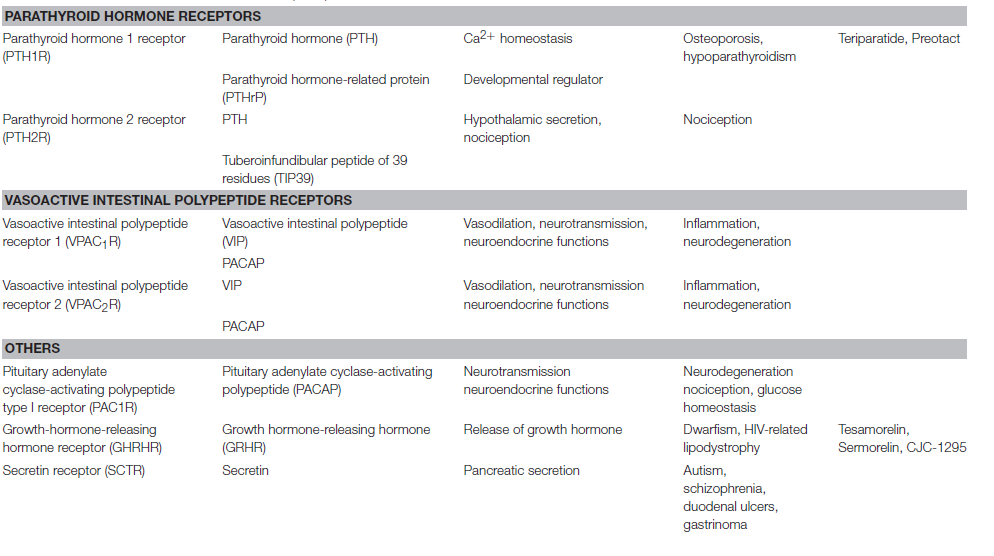 PARATHYROID HORMONE RECEPTORS
Parathyroid hormone 1 receptor Parathyroid hormone (PTH) Ca2+ homeostasis Osteoporosis, Teriparatide, Preotact
(PTH1R) hypoparathyroidism
Parathyroid hormone-related protein Developmental regulator
(PTHrP)
Parathyroid hormone 2 receptor PTH Hypothalamic secretion, Nociception
(PTH2R) nociception
Tuberoinfundibular peptide of 39
residues (TIP39)
VASOACTIVE INTESTINAL POLYPEPTIDE RECEPTORS
Vasoactive intestinal polypeptide Vasoactive intestinal polypeptide Vasodilation, neurotransmission, Inflammation,
receptor 1 (VPAC1R) (VIP) neuroendocrine functions neurodegeneration
PACAP
Vasoactive intestinal polypeptide VIP Vasodilation, neurotransmission Inflammation,
receptor 2 (VPAC2R) neuroendocrine functions neurodegeneration
PACAP
OTHERS
Pituitary adenylate Pituitary adenylate cyclase-activating Neurotransmission Neurodegeneration
cyclase-activating polypeptide polypeptide (PACAP) neuroendocrine functions nociception, glucose
type I receptor (PAC1R) homeostasis
Growth-hormone-releasing Growth hormone-releasing hormone Release of growth hormone Dwarfism, HIV-related Tesamorelin,
hormone receptor (GHRHR) (GRHR) lipodystrophy Sermorelin, CJC-1295
Secretin receptor (SCTR) Secretin Pancreatic secretion Autism,
schizophrenia,
duodenal ulcers,
gastrinoma